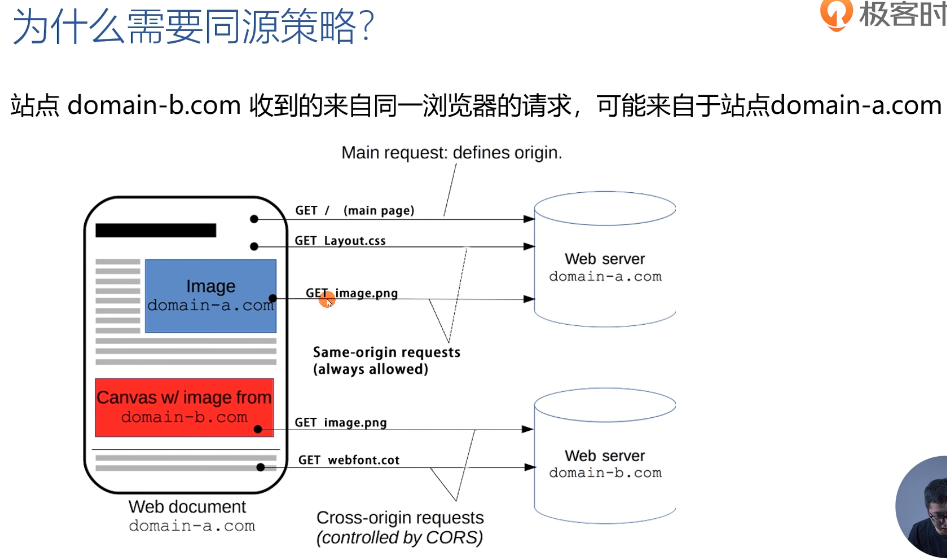 为什么需要同源策略？
极客时
站点 domain-b.com 收到的来自同一浏览器的请求，可能来自于站点domain-a.com
Main request: defines origin.
GET / (main page)
GET Layout.css
Image
domain-a.com
GET image.png
Web server
domain-a.com
Same-origin requests
(always allowed)
Canvas w/ image from
domain-b.com
GET image.png
GET webfont.cot
Web server
domain-b.com
Web document
domain-a.com
Cross-origin requests
(controlled by CORS)